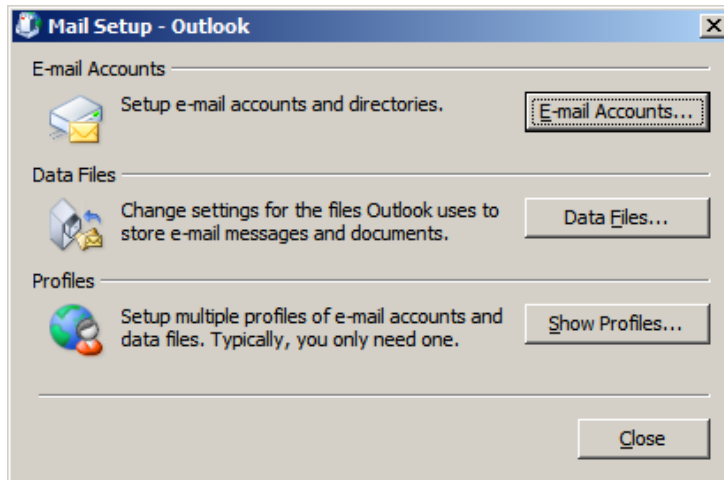 Mail Setup - Outlook
E-mail Accounts
Setup e-mail accounts and directories.
E-mail Accounts...
Data Files
Change settings for the files Outlook uses to
store e-mail messages and documents.
Data Files...
Profiles
Setup multiple profiles of e-mail accounts and
data files. Typically, you only need one.
Show Profiles...
Close